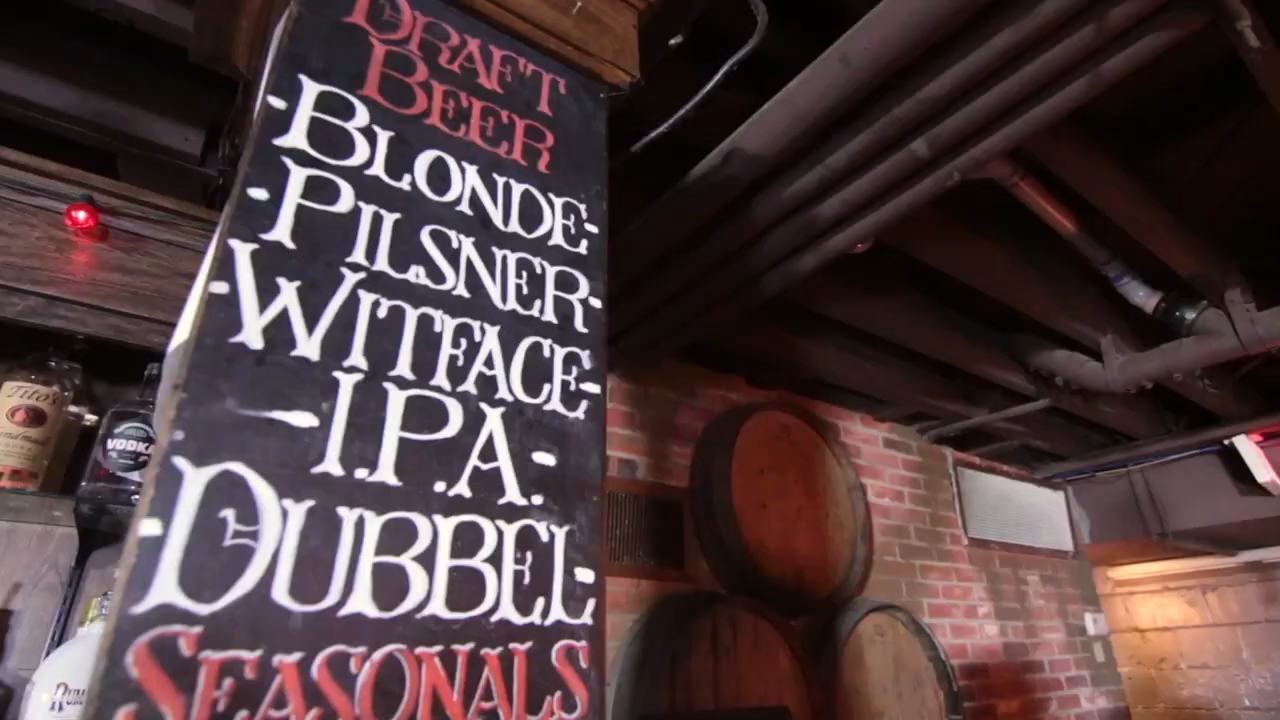 DRAFT
BEER
-BLONDE-
-PILSNER-
-WITFACE-
-I.P.A.-
-DUBBEL-
SEASONALS
Tito's
VODKA